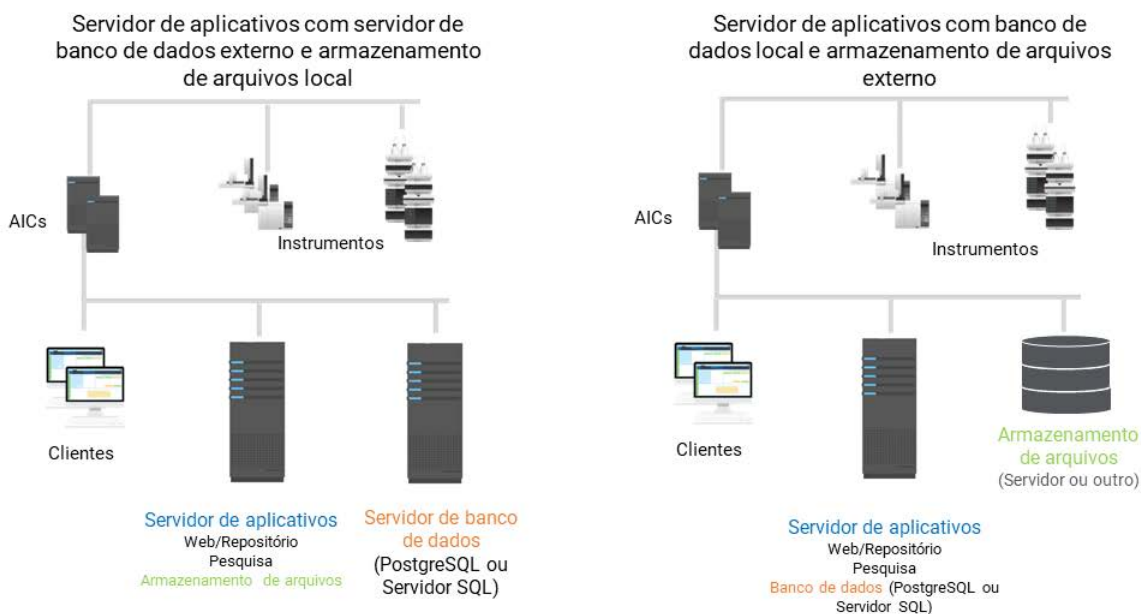 Servidor de aplicativos com servidor de
banco de dados externo e armazenamento
de arquivos local
AICs
Instrumentos
Clientes
Servidor de aplicativos
Web/Repositório
Pesquisa
Armazenamento de arquivos
Servidor de banco
de dados
(PostgreSQL ou
Servidor SQL)
Servidor de aplicativos com banco de
dados local e armazenamento de arquivos
externo
AICs
Instrumentos
Clientes
Armazenamento
de arquivos
(Servidor ou outro)
Servidor de aplicativos
Web/Repositório
Pesquisa
Banco de dados (PostgreSQL ou
Servidor SQL)